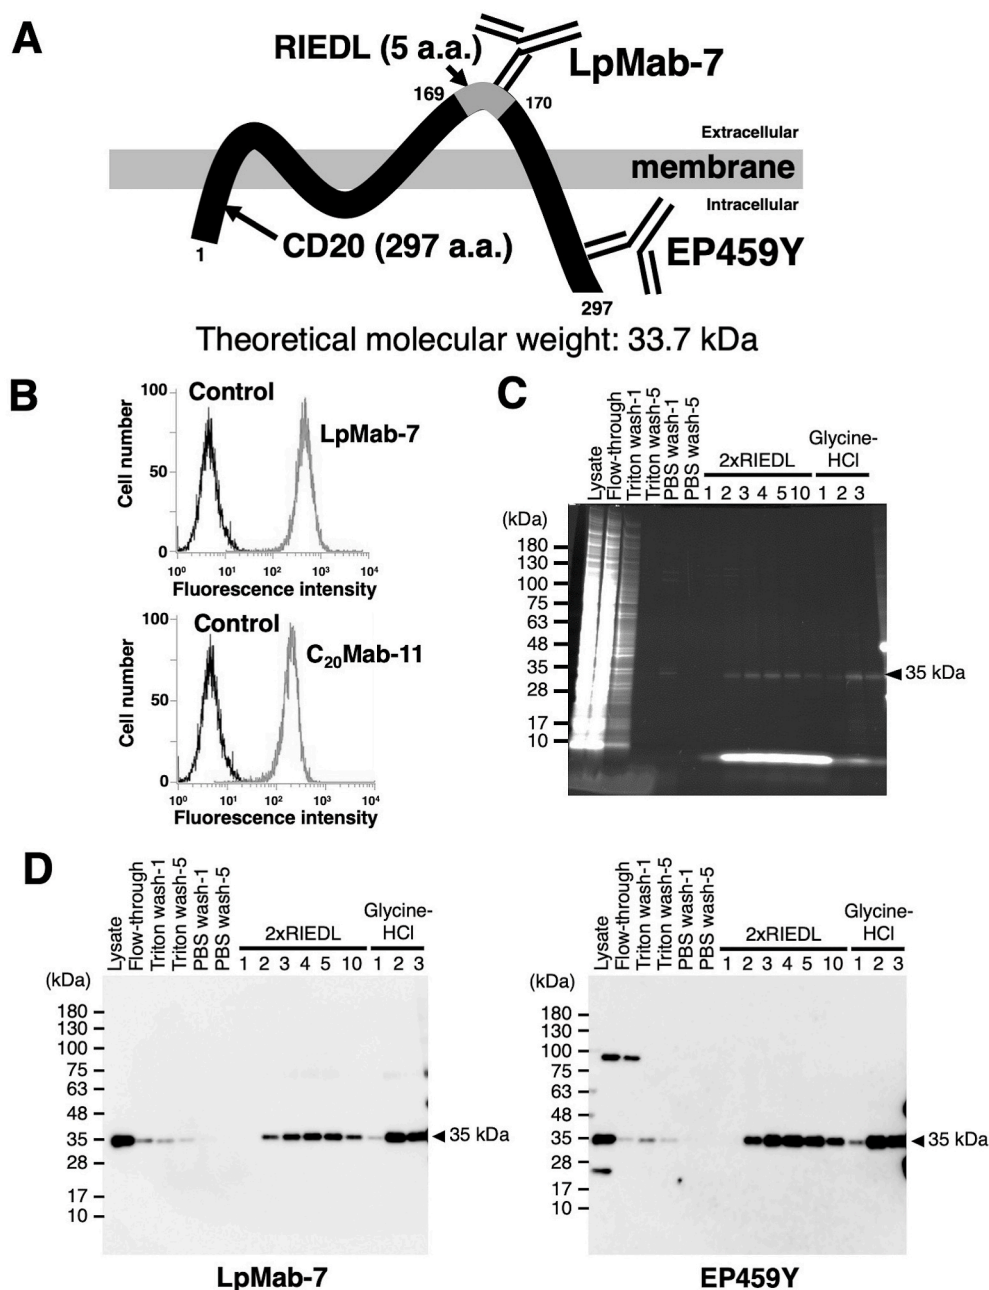 A
RIEDL (5 a.a.)
LpMab-7
169
170
Extracellular
membrane
Intracellular
CD20 (297 a.a.)
EP459Y
1
297
Theoretical molecular weight: 33.7 kDa
B
Control
LpMab-7
Cell number
100
50
0
10⁰ 10¹ 10² 10³ 10⁴
Fluorescence intensity
Control
C₂₀Mab-11
Cell number
100
50
0
10⁰ 10¹ 10² 10³ 10⁴
Fluorescence intensity
C
Lysate
Flow-through
Triton wash-1
Triton wash-5
PBS wash-1
PBS wash-5
2xRIEDL
Glycine-
HCl
1 2 3 4 5 10 1 2 3
(kDa)
180
130
100
75
63
48
35
28
17
10
35 kDa
D
Lysate
Flow-through
Triton wash-1
Triton wash-5
PBS wash-1
PBS wash-5
2xRIEDL
Glycine-
HCl
1 2 3 4 5 10 1 2 3
(kDa)
180
130
100
75
63
48
35
28
17
10
35 kDa
LpMab-7
Lysate
Flow-through
Triton wash-1
Triton wash-5
PBS wash-1
PBS wash-5
2xRIEDL
Glycine-
HCl
1 2 3 4 5 10 1 2 3
(kDa)
180
130
100
75
63
48
35
28
17
10
35 kDa
EP459Y